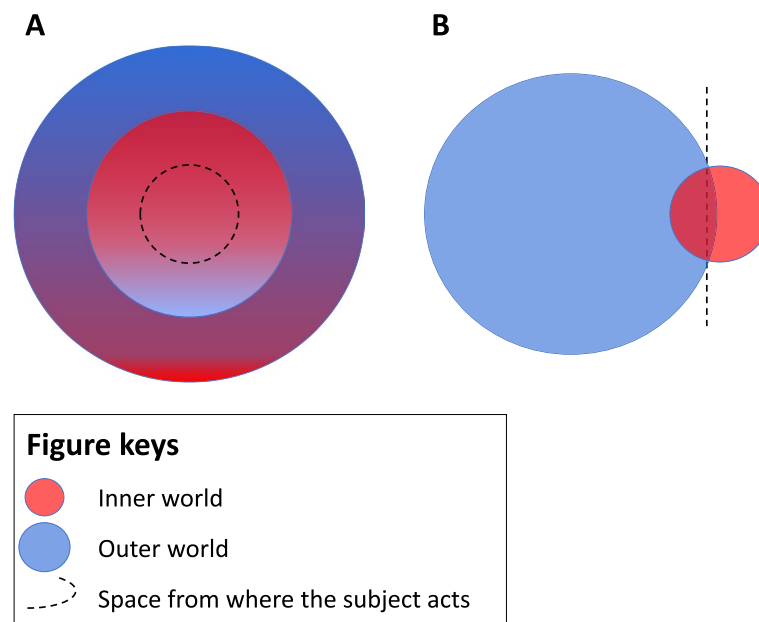 A
B
Figure keys
Inner world
Outer world
Space from where the subject acts